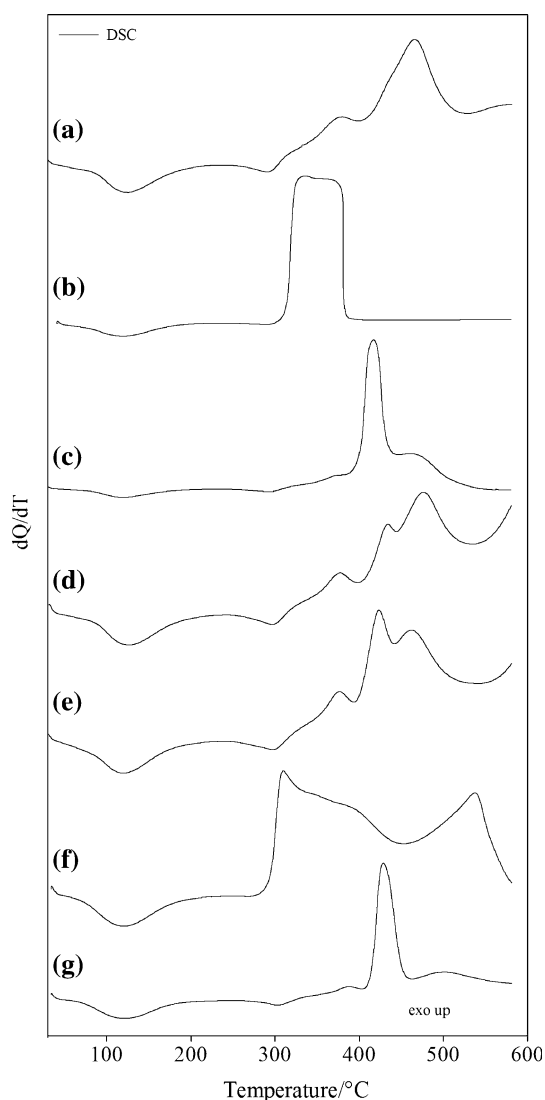 DSC
(a)
(b)
(c)
(d)
(e)
(f)
(g)
dQ/dT
exo up
100 200 300 400 500 600
Temperature/°C